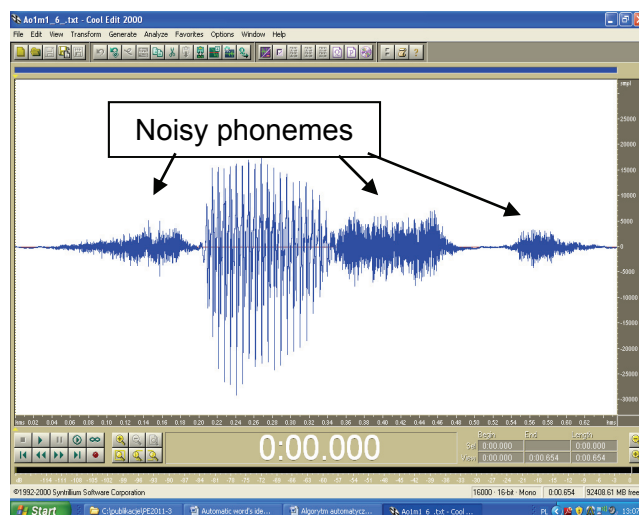 Ao1m1_6_.txt - Cool Edit 2000
File Edit View Transform Generate Analyze Favorites Options Window Help
Noisy phonemes
smpl
25000
20000
15000
10000
5000
0
-5000
-10000
-15000
-20000
-25000
-30000
hms 0.02 0.04 0.06 0.08 0.10 0.12 0.14 0.16 0.18 0.20 0.22 0.24 0.26 0.28 0.30 0.32 0.34 0.36 0.38 0.40 0.42 0.44 0.46 0.48 0.50 0.52 0.54 0.56 0.58 0.60 0.62 hms
0:00.000
Begin End Length
Sel 0:00.000 0:00.000
View 0:00.000 0:00.654 0:00.654
©1992-2000 Syntrillium Software Corporation
16000 · 16-bit · Mono 0:00.654 92408.61 MB free
Start C:\publikacje\PE2011-3 Automatic word's ide... Algorytm automatycz... Ao1m1_6_.txt - Cool ... PL 13:07